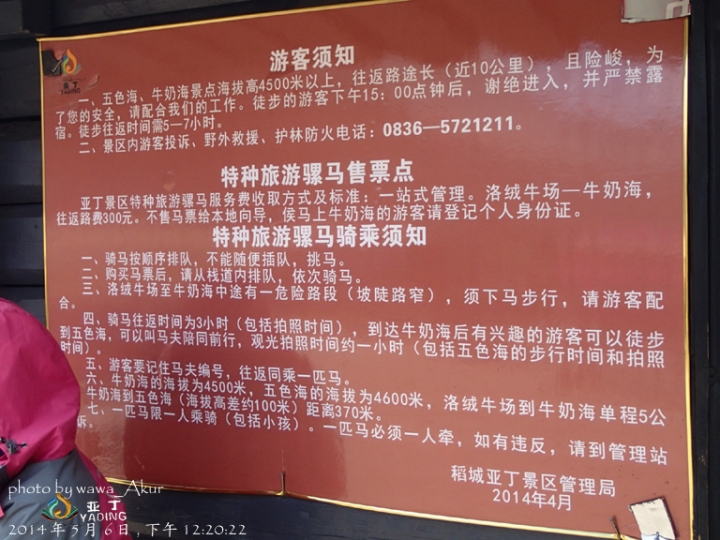 亚丁
YADING
游客须知
一、五色海、牛奶海景点海拔高4500米以上，往返路途长（近10公里），且险峻，为
了您的安全，请配合我们的工作。徒步的游客下午15：00点钟后，谢绝进入，并严禁露
宿。徒步往返时间需5—7小时。
二、景区内游客投诉、野外救援、护林防火电话：0836—5721211。
特种旅游骡马售票点
亚丁景区特种旅游骡马服务费收取方式及标准：一站式管理。洛绒牛场—牛奶海，
往返路费300元。不售马票给本地向导，侯马上牛奶海的游客请登记个人身份证。
特种旅游骡马骑乘须知
一、骑马按顺序排队，不能随便插队，挑马。
二、购买马票后，请从栈道内排队，依次骑马。
三、洛绒牛场至牛奶海中途有一危险路段（坡陡路窄），须下马步行，请游客配
合。
四、骑马往返时间为3小时（包括拍照时间），到达牛奶海后有兴趣的游客可以徒步
到五色海，可以叫马夫陪同前行，观光拍照时间约一小时（包括五色海的步行时间和拍照
时间）。
五、游客要记住马夫编号，往返同乘一匹马。
六、牛奶海的海拔为4500米，五色海的海拔为4600米，洛绒牛场到牛奶海单程5公
牛奶海到五色海（海拔高差约100米）距离370米。
七、一匹马限一人乘骑（包括小孩）。一匹马必须一人牵，如有违反，请到管理站
诉。
稻城亚丁景区管理局
2014年4月
photo by wawa_Akur
亚丁
YADING
2014年5月6日，下午12:20:22